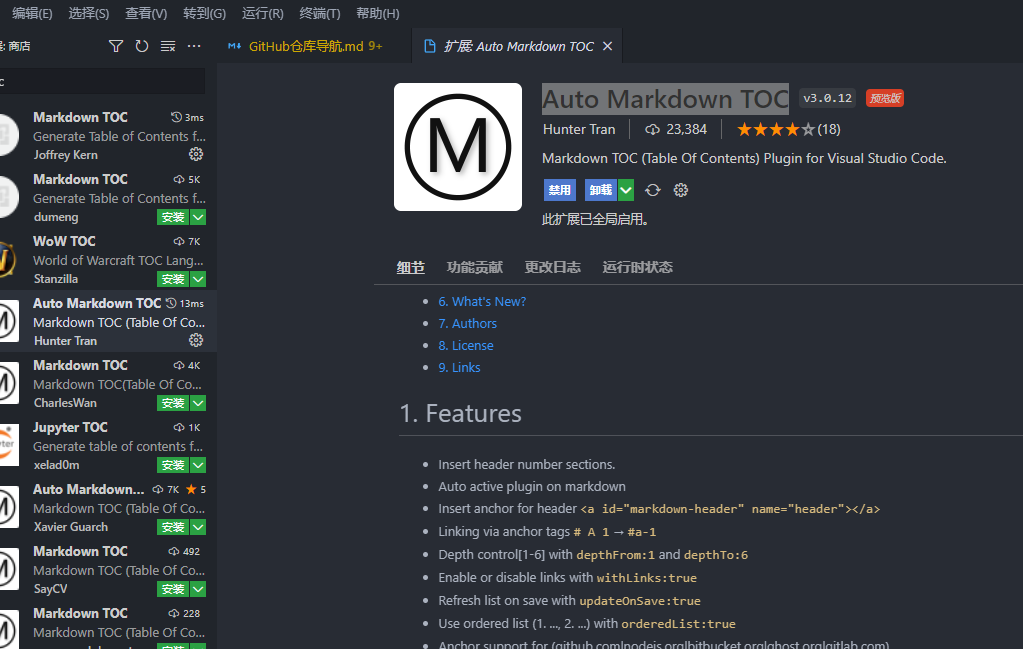 编辑(E) 选择(S) 查看(V) 转到(G) 运行(R) 终端(T) 帮助(H)
商店
GitHub仓库导航.md 9+
扩展: Auto Markdown TOC
Markdown TOC 3ms
Generate Table of Contents f...
Joffrey Kern
Markdown TOC 5K
Generate Table of Contents f...
dumeng 安装
WoW TOC 7K
World of Warcraft TOC Lang...
Stanzilla 安装
Auto Markdown TOC 13ms
Markdown TOC (Table Of Co...
Hunter Tran
Markdown TOC 4K
Markdown TOC(Table Of Co...
CharlesWan 安装
Jupyter TOC 1K
Generate table of contents f...
xelad0m 安装
Auto Markdown... 7K 5
Markdown TOC (Table Of Co...
Xavier Guarch 安装
Markdown TOC 492
Markdown TOC (Table Of Co...
SayCV 安装
Markdown TOC 228
Markdown TOC (Table Of Co...
M
Auto Markdown TOC v3.0.12 预览版
Hunter Tran 23,384 (18)
Markdown TOC (Table Of Contents) Plugin for Visual Studio Code.
禁用 卸载
此扩展已全局启用。
细节 功能贡献 更改日志 运行时状态
6. What's New?
7. Authors
8. License
9. Links
1. Features
Insert header number sections.
Auto active plugin on markdown
Insert anchor for header <a id="markdown-header" name="header"></a>
Linking via anchor tags # A 1 → #a-1
Depth control[1-6] with depthFrom:1 and depthTo:6
Enable or disable links with withLinks:true
Refresh list on save with updateOnSave:true
Use ordered list (1. ..., 2. ...) with orderedList:true
Anchor support for (github.com|nodejs.org|bitbucket.org|ghost.org|gitlab.com)